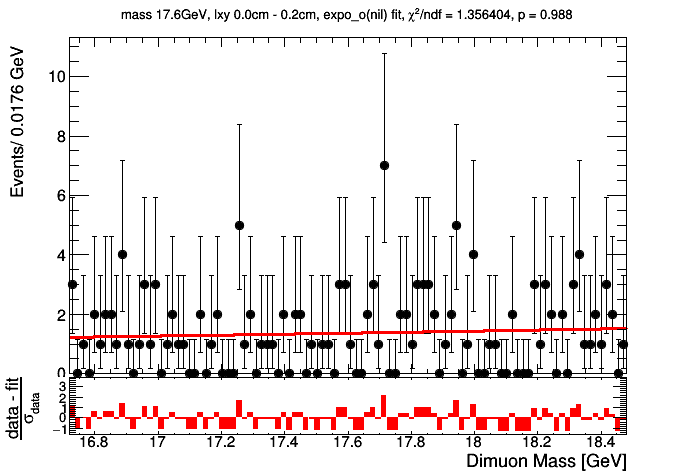 mass 17.6GeV, lxy 0.0cm - 0.2cm, expo_o(nil) fit, χ²/ndf = 1.356404, p = 0.988
Events/ 0.0176 GeV
10
8
6
4
2
0
data - fit
σdata
3
2
1
0
−1
16.8 17 17.2 17.4 17.6 17.8 18 18.2 18.4
Dimuon Mass [GeV]